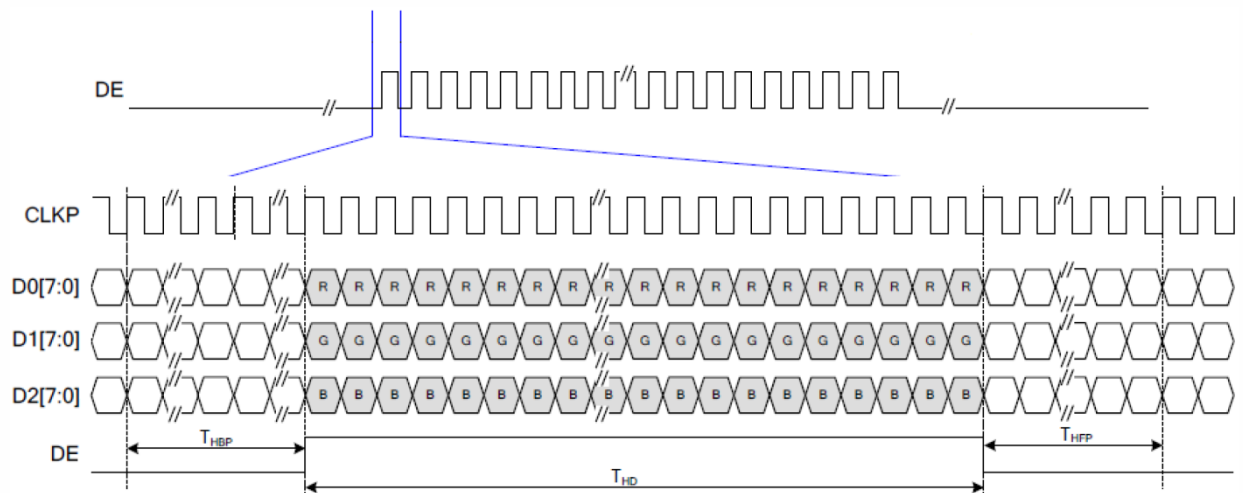 DE
CLKP
D0[7:0] R R R R R R R R R R R R R R R R R R R
D1[7:0] G G G G G G G G G G G G G G G G G G G
D2[7:0] B B B B B B B B B B B B B B B B B B B
DE THBP THFP
THD